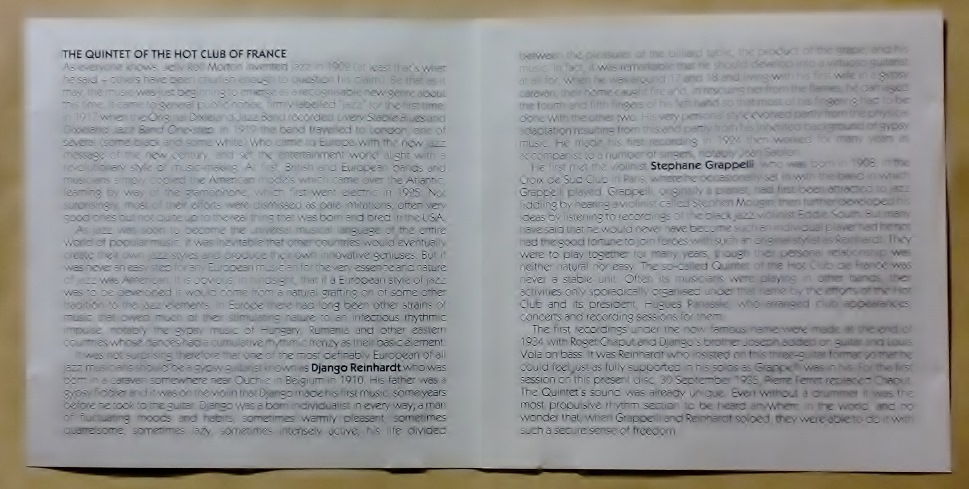 THE QUINTET OF THE HOT CLUB OF FRANCE
As everyone knows, Jelly Roll Morton invented jazz in 1902 (at least that's what
he said – others have been churlish enough to question his claim). Be that as it
may, the music was just beginning to emerge as a recognisable new genre about
this time. It came to general public notice, firmly labelled "jazz" for the first time,
in 1917 when the Original Dixieland Jazz Band recorded Livery Stable Blues and
Dixieland Jazz Band One-step. In 1919 the band travelled to London, one of
several (some black and some white) who came to Europe with the new jazz
message of the new century, and set the entertainment world alight with a
revolutionary style of music-making. At first British and European bands and
musicians simply copied the American models which came over the Atlantic,
learning by way of the gramophone, which first went electric in 1925. Not
surprisingly, most of their efforts were dismissed as pale imitations, often very
good ones but not quite up to the real thing that was born and bred in the USA.
As jazz was soon to become the universal musical language of the entire
world of popular music, it was inevitable that other countries would eventually
create their own jazz styles and produce their own innovative geniuses. But it
was never an easy step for any European musician for the very essence and nature
of jazz was American. It is obvious, in hindsight, that if a European style of jazz
was to be developed it would come from a natural grafting on of some other
tradition to the jazz elements. In Europe there had long been other strains of
music that owed much of their stimulating nature to an infectious rhythmic
impulse, notably the gypsy music of Hungary, Rumania and other eastern
countries whose dances had a cumulative rhythmic frenzy as their basic element.
It was not surprising, therefore that one of the most definably European of all
jazz musicians should be a gypsy guitarist known as Django Reinhardt who was
born in a caravan somewhere near Ouchie in Belgium in 1910. His father was a
gypsy fiddler and it was on the violin that Django made his first music, some years
before he took to the guitar. Django was a born individualist in every way, a man
of fluctuating moods and habits, sometimes warmly pleasant, sometimes
quarrelsome, sometimes lazy, sometimes intensely active, his life divided
between the pleasures of the billiard table, the product of the grape, and his
music. In fact, it was remarkable that he should develop into a virtuoso guitarist
at all for, when he was around 17 and 18 and living with his first wife in a gypsy
caravan, their home caught fire and, in rescuing her from the flames, he damaged
the fourth and fifth fingers of his left hand so that most of his fingering had to be
done with the other two. His very personal style evolved partly from the physical
adaptation resulting from this and partly from his inherited background of gypsy
music. He made his first recording in 1924 then worked for many years as
accompanist to a number of singers, notably Jean Sablon.
He first met the violinist Stephane Grappelli, who was born in 1908, in the
Croix de Sud Club in Paris, where he occasionally sat in with the band in which
Grappelli played. Grappelli, originally a pianist, had first been attracted to jazz
fiddling by hearing a violinist called Stephen Mougin, then further developed his
ideas by listening to recordings of the black jazz violinist Eddie South. But many
have said that he would never have become such an individual player had he not
had the good fortune to join forces with such an original stylist as Reinhardt. They
were to play together for many years, though their personal relationship was
neither natural nor easy. The so-called Quintet of the Hot Club de France was
never a stable unit. Often its musicians were playing in other bands, their
activities only sporadically organised under that name by the efforts of the Hot
Club and its president, Hugues Panassié, who arranged club appearances,
concerts and recording sessions for them.
The first recordings under the now famous name were made at the end of
1934 with Roget Chaput and Django's brother Joseph added on guitar and Louis
Vola on bass. It was Reinhardt who insisted on this three-guitar format so that he
could feel just as fully supported in his solos as Grappelli was in his. For the first
session on this present disc, 30 September 1935, Pierre Ferret replaced Chaput.
The Quintet's sound was already unique. Even without a drummer it was the
most propulsive rhythm section to be heard anywhere in the world, and no
wonder that, when Grappelli and Reinhardt soloed, they were able to do it with
such a secure sense of freedom.